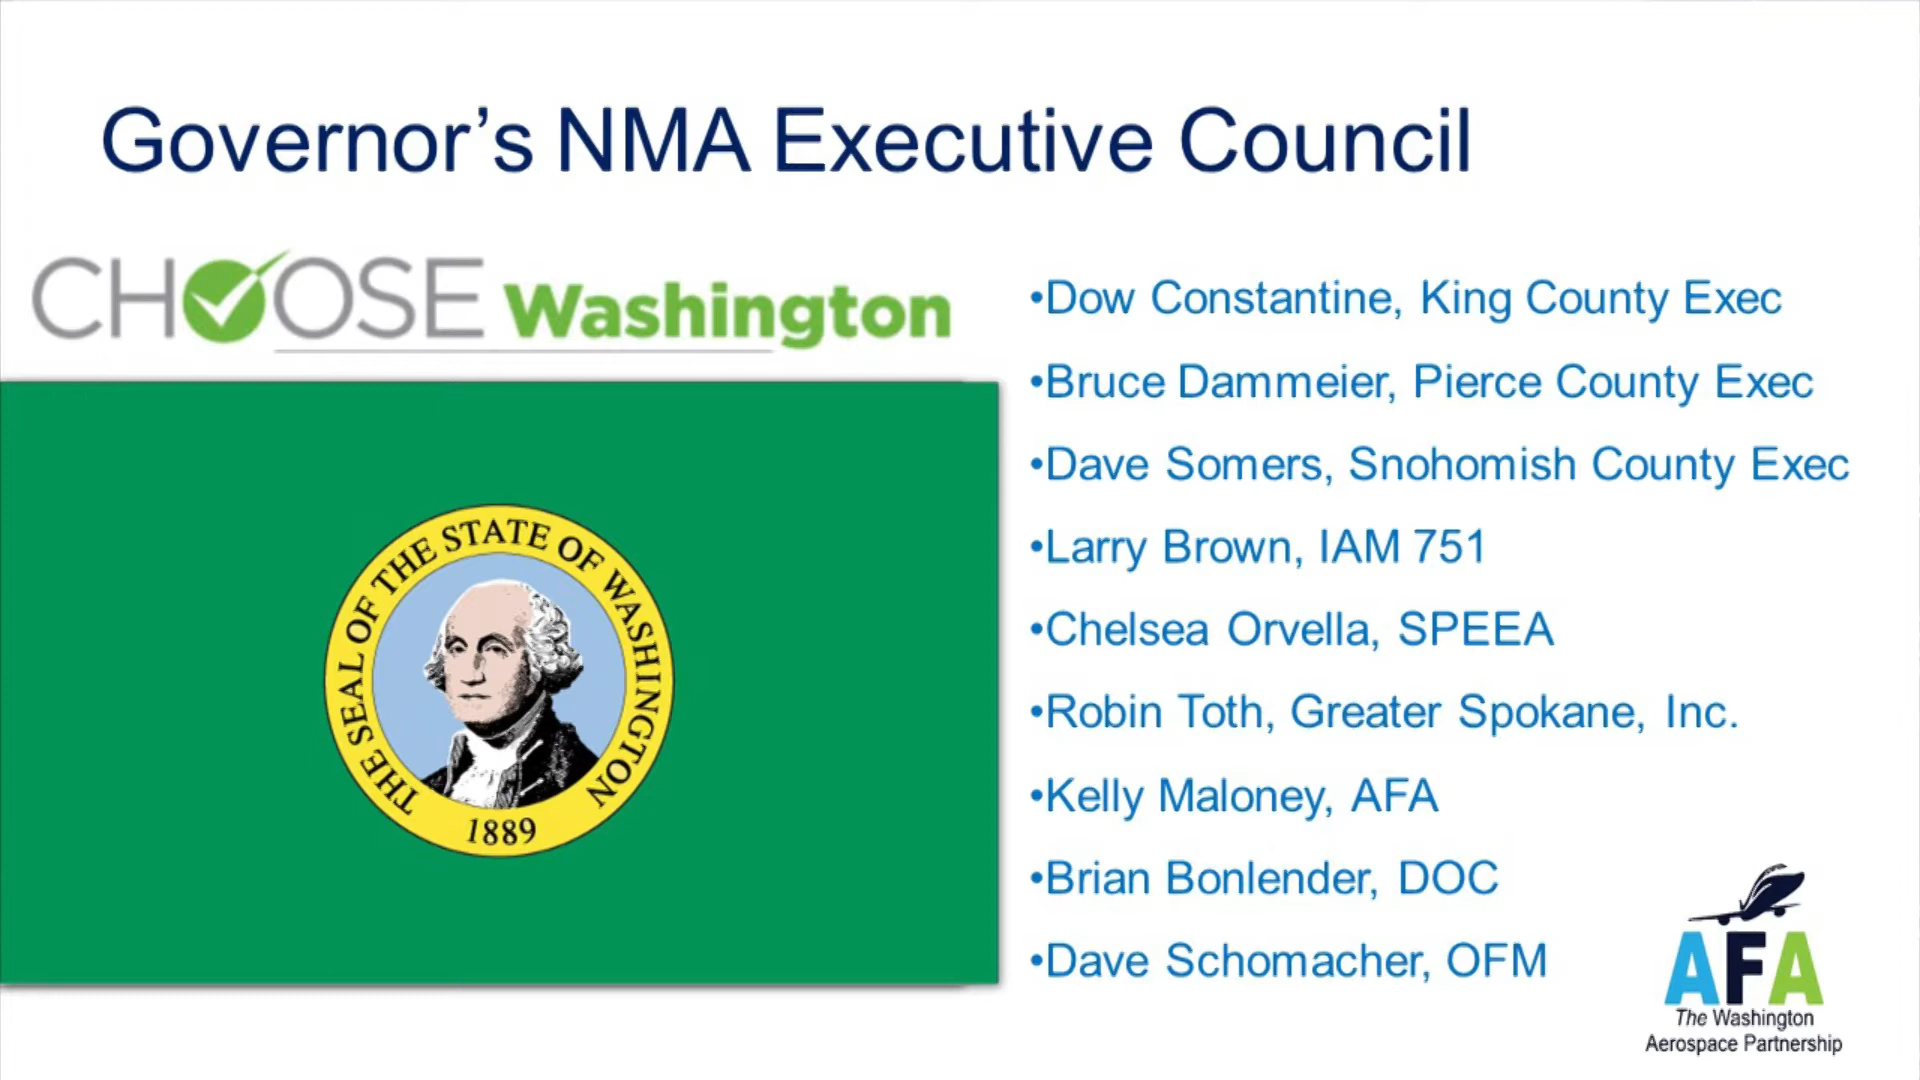 Governor’s NMA Executive Council
CHOOSE Washington
•Dow Constantine, King County Exec
•Bruce Dammeier, Pierce County Exec
•Dave Somers, Snohomish County Exec
•Larry Brown, IAM 751
•Chelsea Orvella, SPEEA
•Robin Toth, Greater Spokane, Inc.
•Kelly Maloney, AFA
•Brian Bonlender, DOC
•Dave Schomacher, OFM
THE SEAL OF THE STATE OF WASHINGTON
1889
AFA
The Washington
Aerospace Partnership